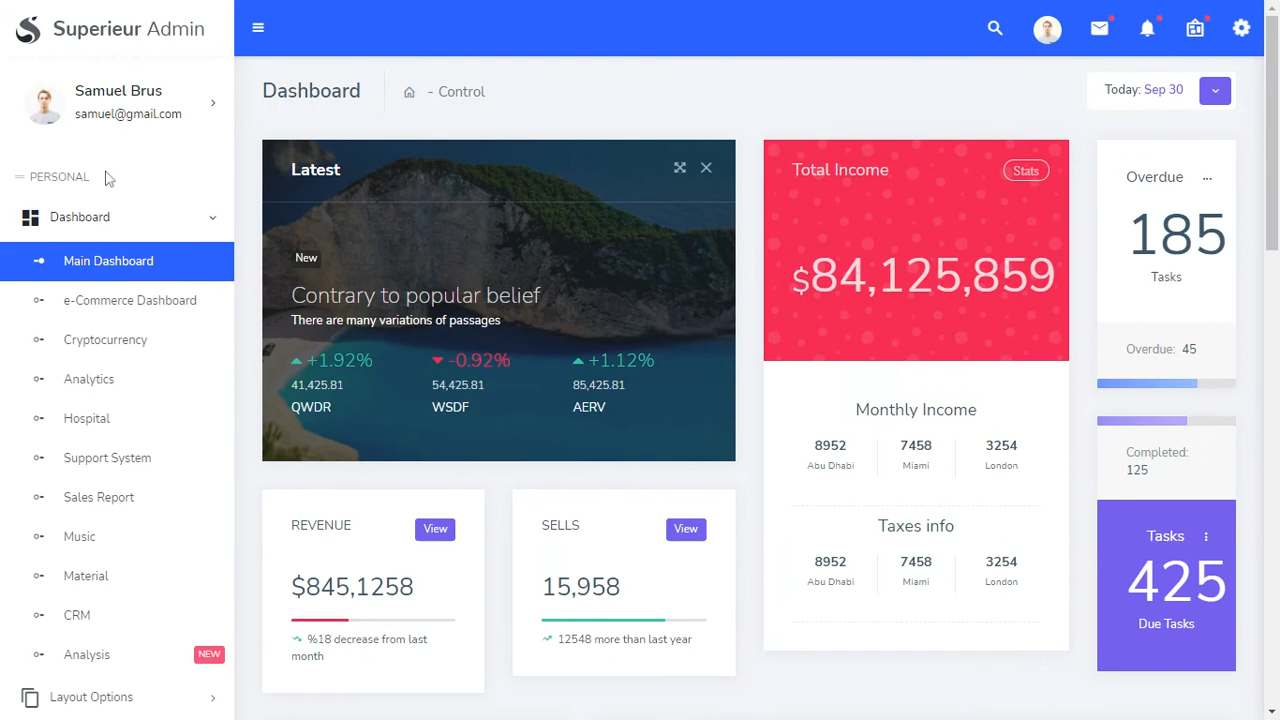 Superieur Admin
Samuel Brus
samuel@gmail.com
PERSONAL
Dashboard
Main Dashboard
e-Commerce Dashboard
Cryptocurrency
Analytics
Hospital
Support System
Sales Report
Music
Material
CRM
Analysis NEW
Layout Options
Dashboard - Control
Today: Sep 30
Latest
New
Contrary to popular belief
There are many variations of passages
+1.92% -0.92% +1.12%
41,425.81 54,425.81 85,425.81
QWDR WSDF AERV
REVENUE View
$845,1258
%18 decrease from last
month
SELLS View
15,958
12548 more than last year
Total Income Stats
$84,125,859
Monthly Income
8952 7458 3254
Abu Dhabi Miami London
Taxes info
8952 7458 3254
Abu Dhabi Miami London
Overdue ...
185
Tasks
Overdue: 45
Completed:
125
Tasks
425
Due Tasks